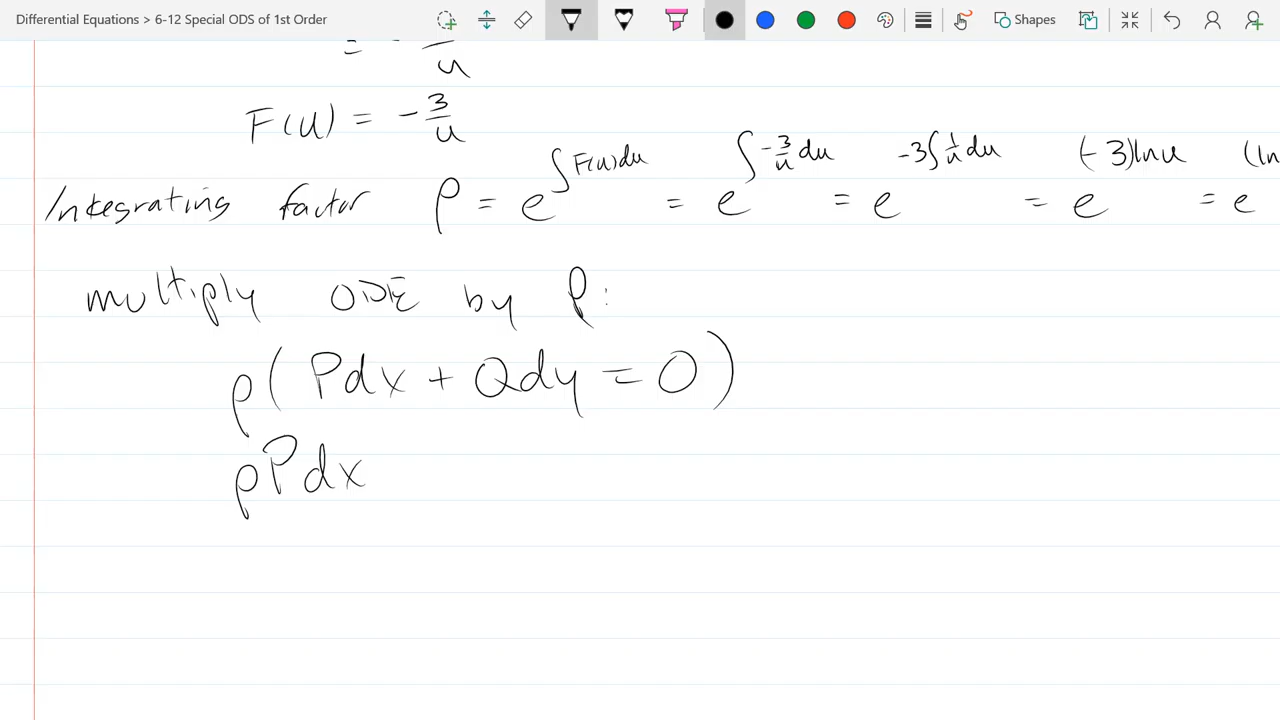 Differential Equations > 6-12 Special ODS of 1st Order
Shapes
= - /u
F(u) = -3/u
Integrating factor ρ = e^∫F(u)du = e^∫-3/u du = e^-3∫1/u du = e^(-3)lnu = e^(ln
multiply ODE by ρ:
ρ(Pdx + Qdy = 0)
ρPdx